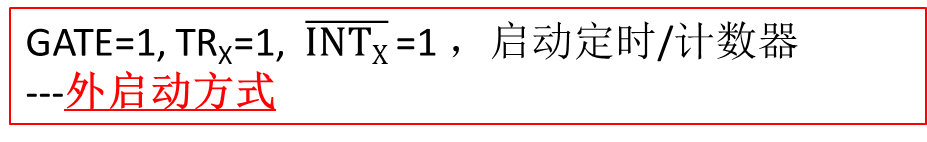 GATE=1, TRX=1, INTX=1 ，启动定时/计数器
---外启动方式